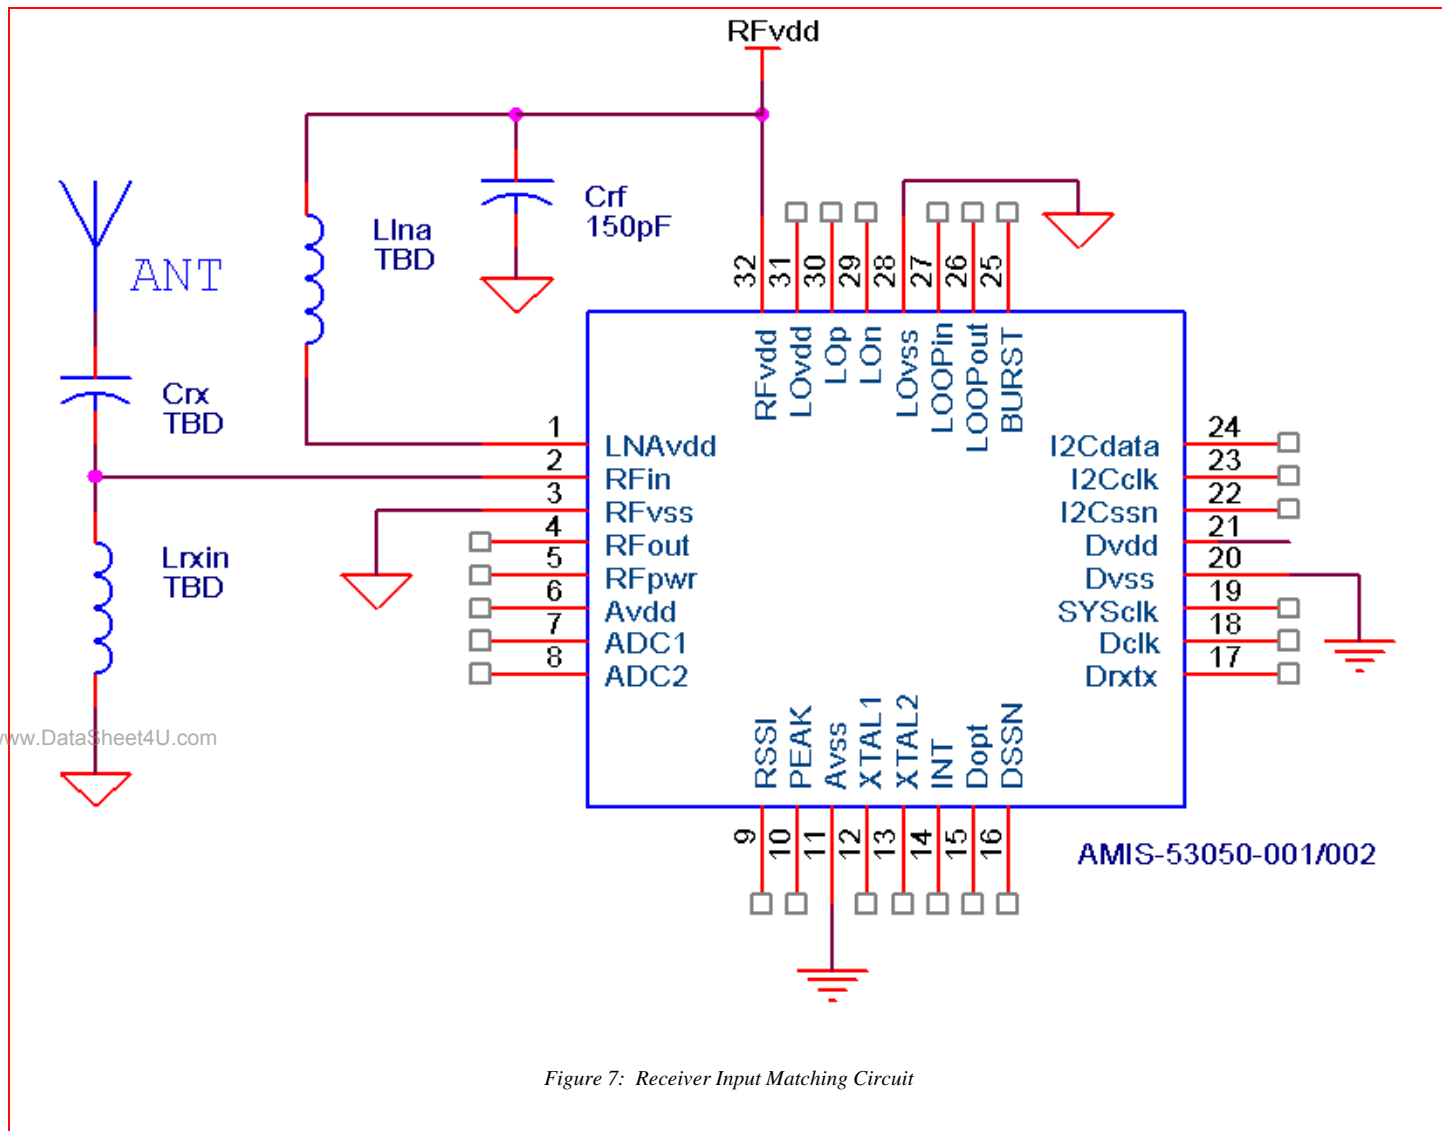 RFvdd
Crf
150pF
Llna
TBD
ANT
Crx
TBD
Lrxin
TBD
32
31
30
29
28
27
26
25
RFvdd
LOvdd
LOp
LOn
LOvss
LOOPin
LOOPout
BURST
1
LNAvdd
2
RFin
3
RFvss
4
RFout
5
RFpwr
6
Avdd
7
ADC1
8
ADC2
24
I2Cdata
23
I2Cclk
22
I2Cssn
21
Dvdd
20
Dvss
19
SYSclk
18
Dclk
17
Drxtx
RSSI
PEAK
Avss
XTAL1
XTAL2
INT
Dopt
DSSN
9
10
11
12
13
14
15
16
AMIS-53050-001/002
www.DataSheet4U.com
Figure 7: Receiver Input Matching Circuit